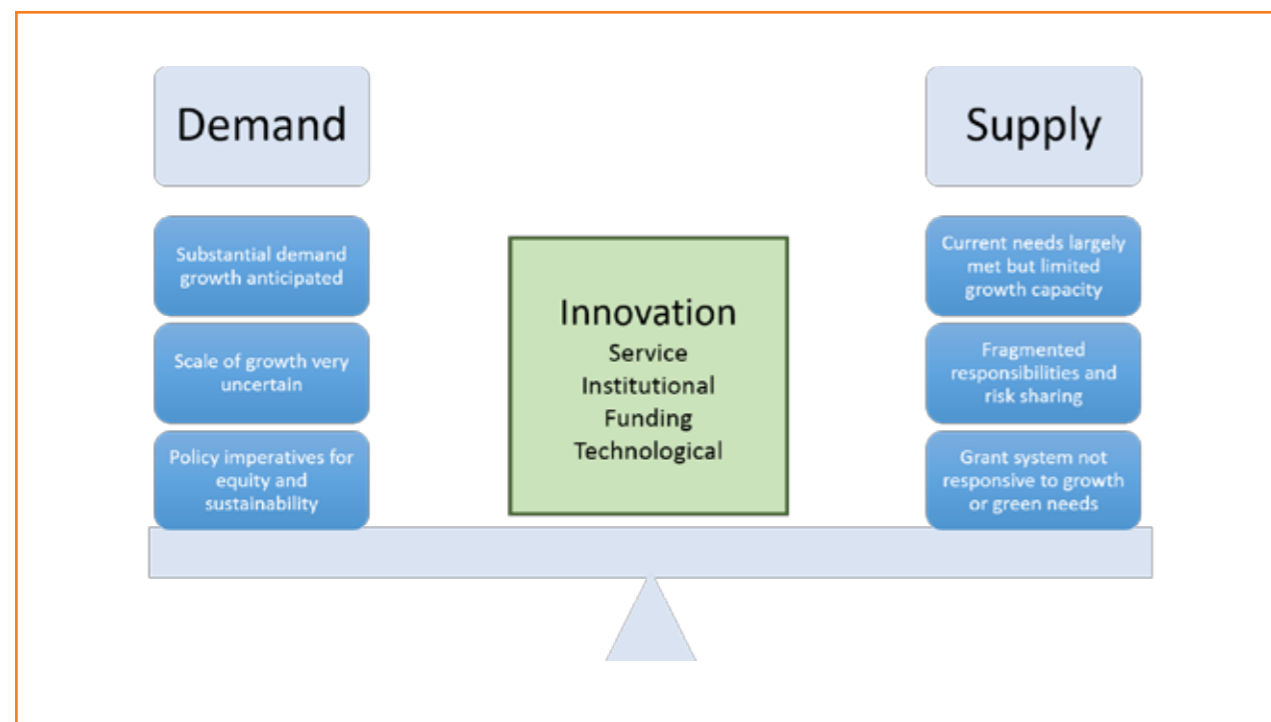 Demand
Substantial demand
growth anticipated
Scale of growth very
uncertain
Policy imperatives for
equity and
sustainability
Innovation
Service
Institutional
Funding
Technological
Supply
Current needs largely
met but limited
growth capacity
Fragmented
responsibilities and
risk sharing
Grant system not
responsive to growth
or green needs